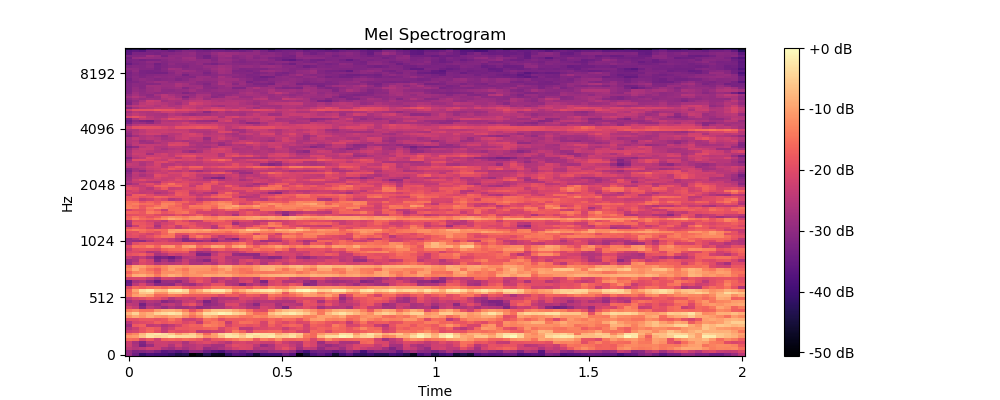 Mel Spectrogram
Hz
8192
4096
2048
1024
512
0
0
0.5
1
1.5
2
Time
+0 dB
-10 dB
-20 dB
-30 dB
-40 dB
-50 dB